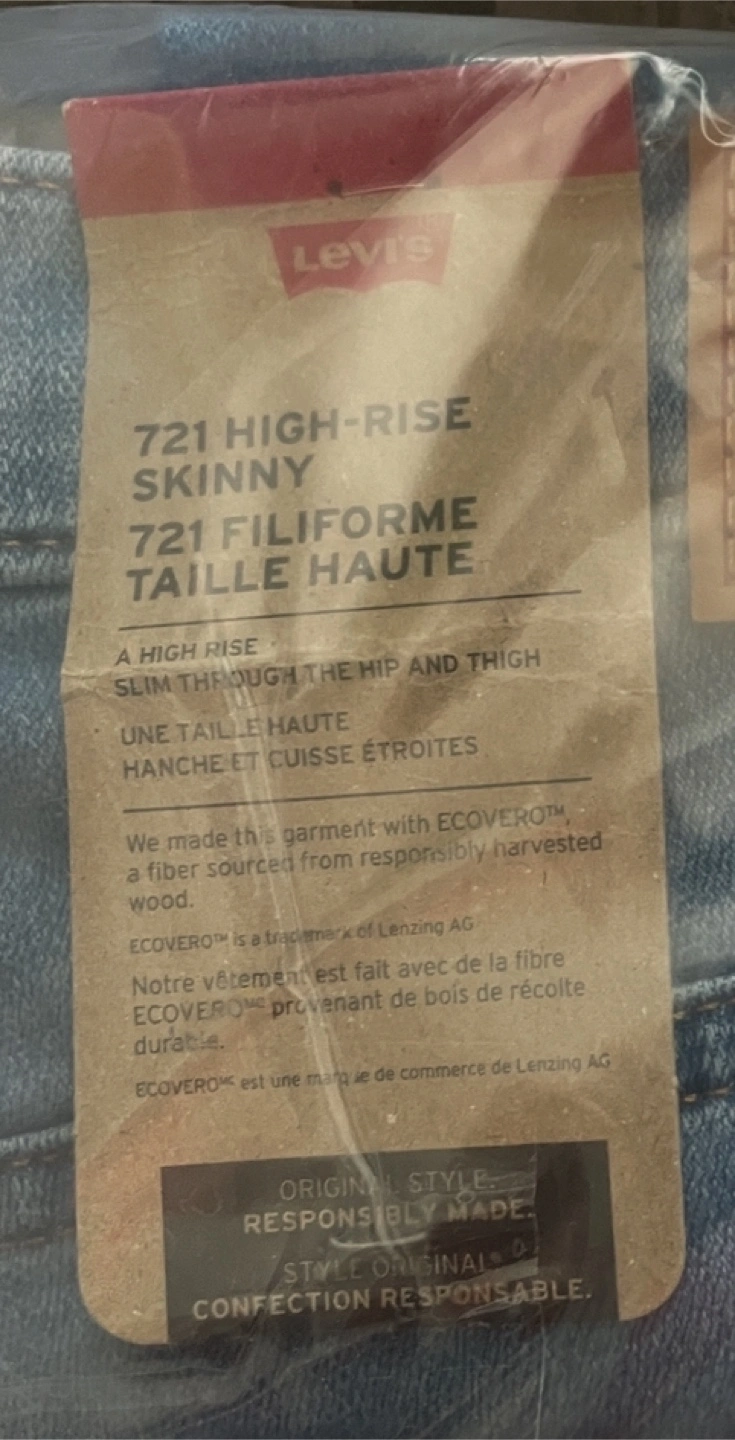 Levi's
721 HIGH-RISE
SKINNY
721 FILIFORME
TAILLE HAUTE
A HIGH RISE
SLIM THROUGH THE HIP AND THIGH
UNE TAILLE HAUTE
HANCHE ET CUISSE ÉTROITES
We made this garment with ECOVERO™,
a fiber sourced from responsibly harvested
wood.
ECOVERO™ is a trademark of Lenzing AG
Notre vêtement est fait avec de la fibre
ECOVERO🅪 provenant de bois de récolte
durable.
ECOVERO🅪 est une marque de commerce de Lenzing AG
ORIGINAL STYLE.
RESPONSIBLY MADE.
STYLE ORIGINAL
CONFECTION RESPONSABLE.